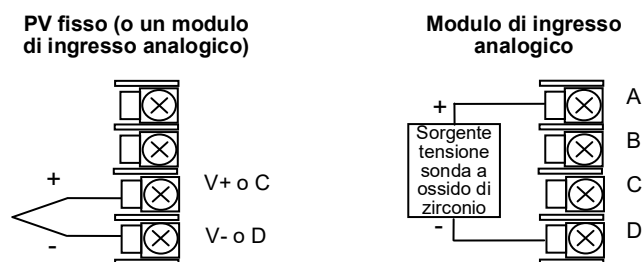 PV fisso (o un modulo
di ingresso analogico)
+
V+ o C
-
V- o D
Modulo di ingresso
analogico
A
+
B
Sorgente
tensione
sonda a
ossido di
zirconio
C
-
D